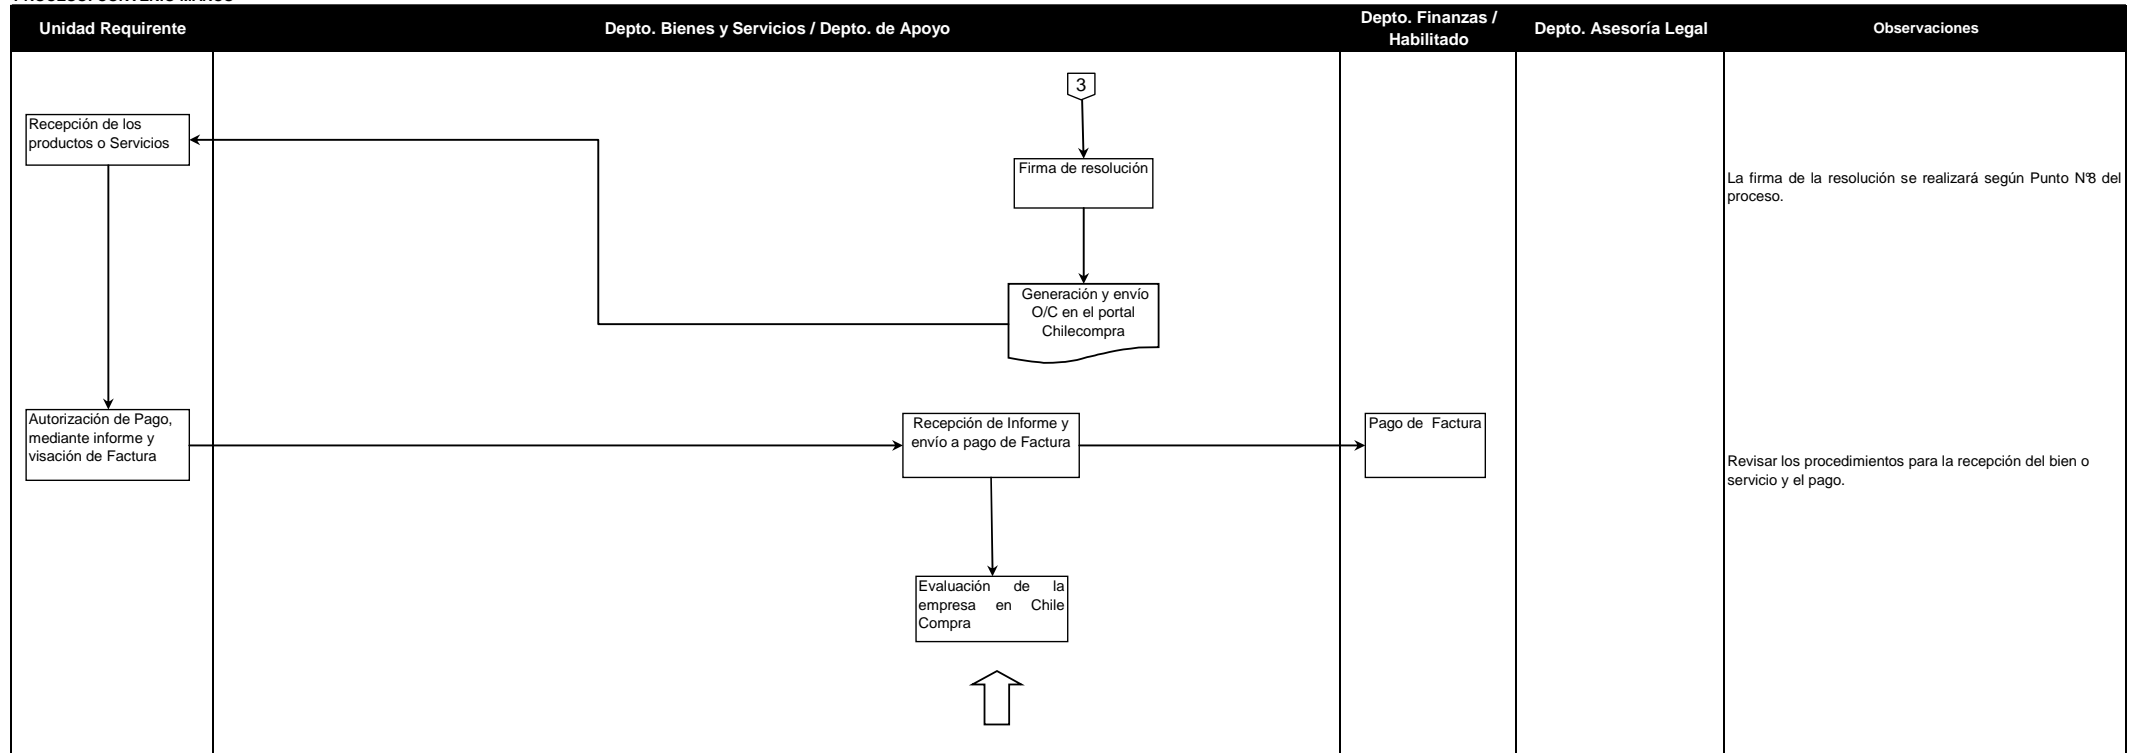 PROCESO: CONVENIO MARCO
Unidad Requirente
Depto. Bienes y Servicios / Depto. de Apoyo
Depto. Finanzas /
Habilitado
Depto. Asesoría Legal
Observaciones
3
Recepción de los
productos o Servicios
Firma de resolución
La firma de la resolución se realizará según Punto N°8 del
proceso.
Generación y envío
O/C en el portal
Chilecompra
Autorización de Pago,
mediante informe y
visación de Factura
Recepción de Informe y
envío a pago de Factura
Pago de Factura
Revisar los procedimientos para la recepción del bien o
servicio y el pago.
Evaluación de la
empresa en Chile
Compra